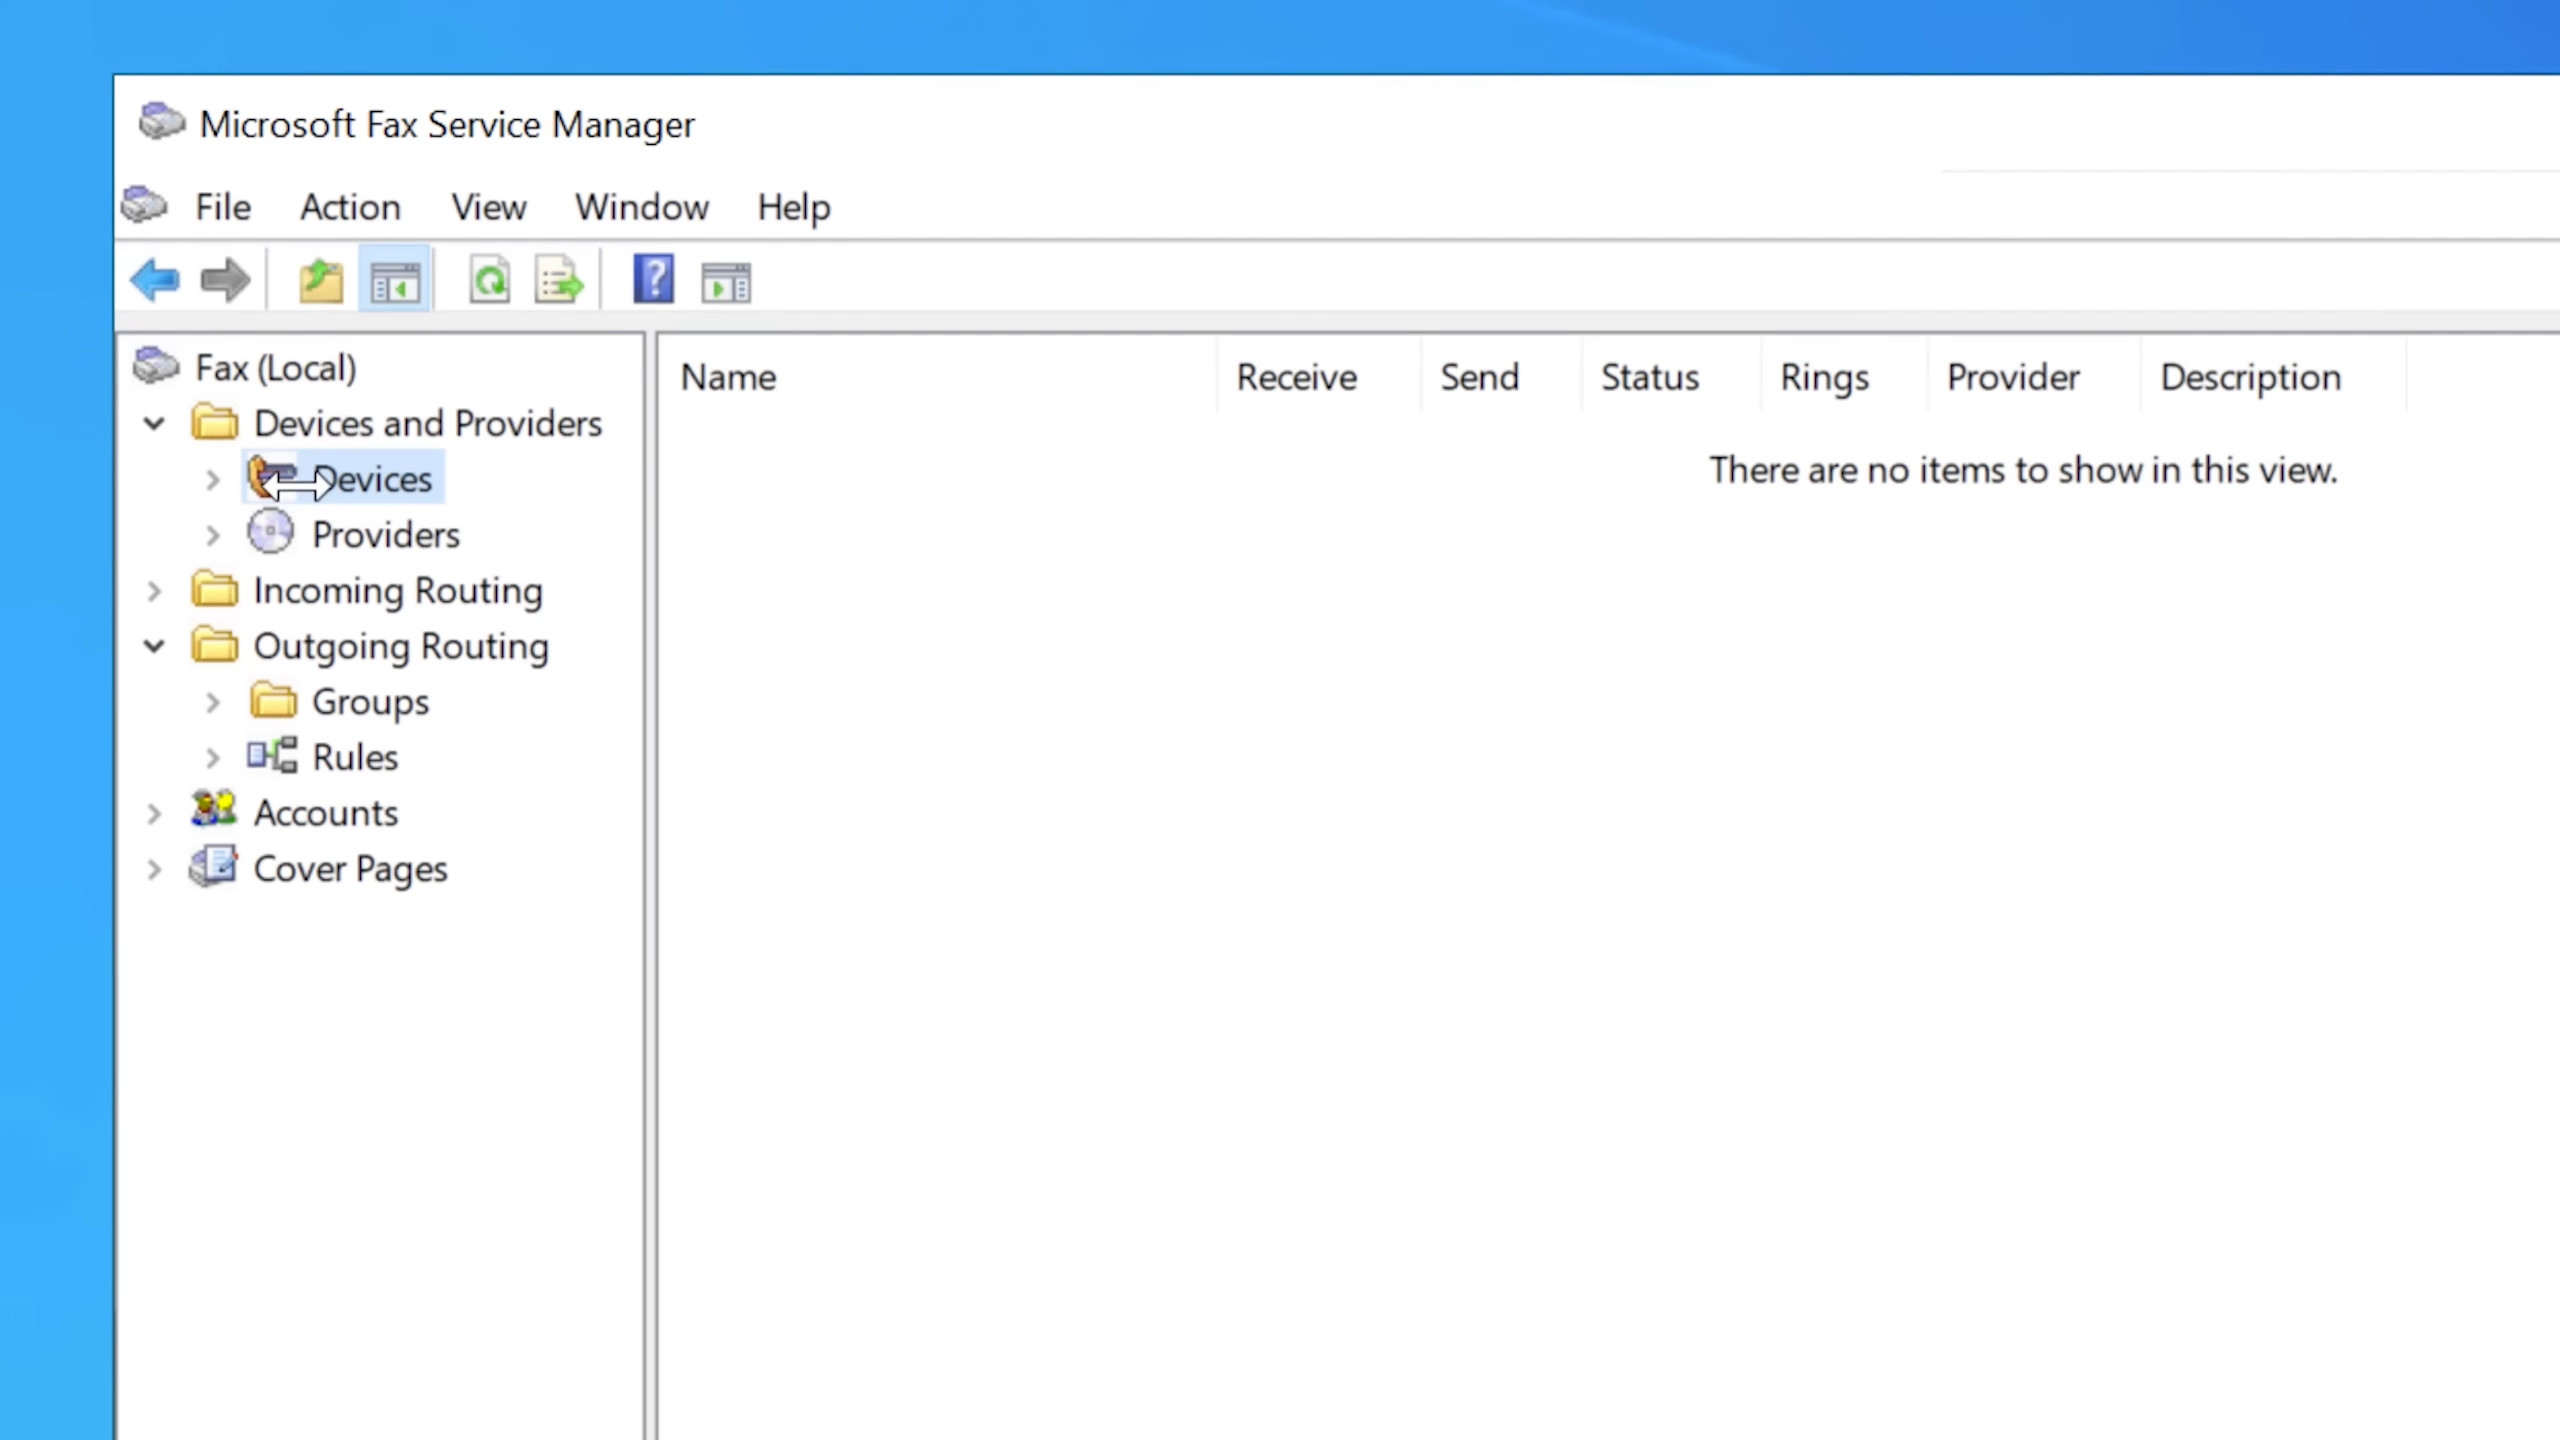 Microsoft Fax Service Manager
File Action View Window Help
Fax (Local)
Devices and Providers
Devices
Providers
Incoming Routing
Outgoing Routing
Groups
Rules
Accounts
Cover Pages
Name Receive Send Status Rings Provider Description
There are no items to show in this view.